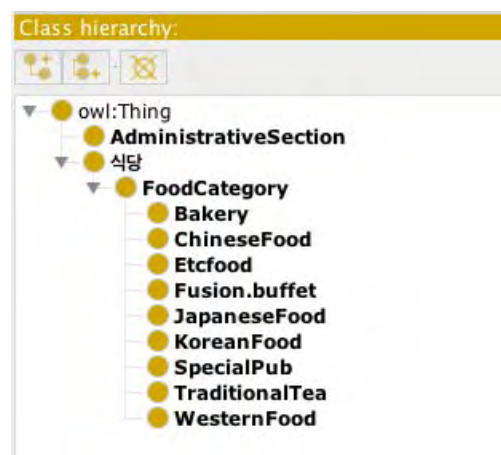 Class hierarchy:
owl:Thing
AdministrativeSection
식당
FoodCategory
Bakery
ChineseFood
Etcfood
Fusion.buffet
JapaneseFood
KoreanFood
SpecialPub
TraditionalTea
WesternFood